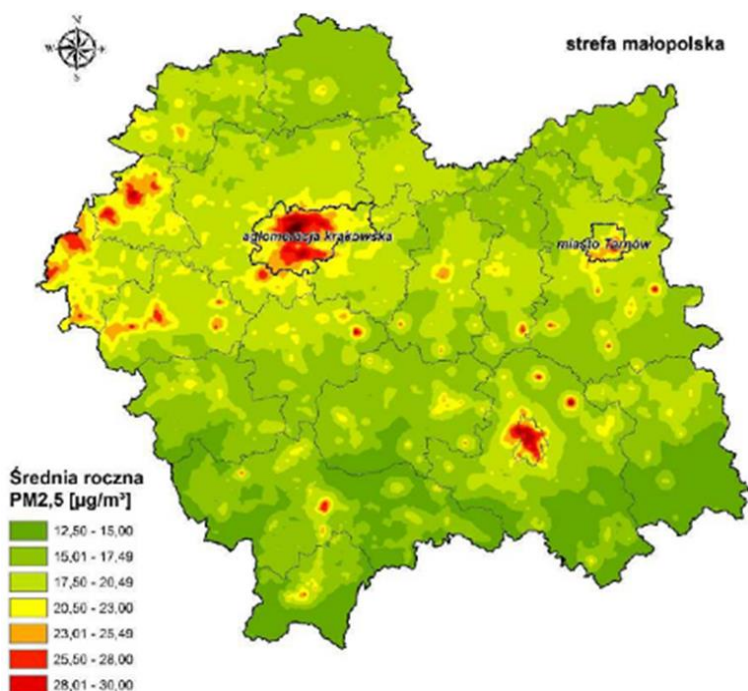 N
W
E
S
strefa małopolska
aglomeracja krakowska
miasto Tarnów
Średnia roczna
PM2,5 [µg/m³]
12,50 - 15,00
15,01 - 17,49
17,50 - 20,49
20,50 - 23,00
23,01 - 25,49
25,50 - 28,00
28,01 - 30,00